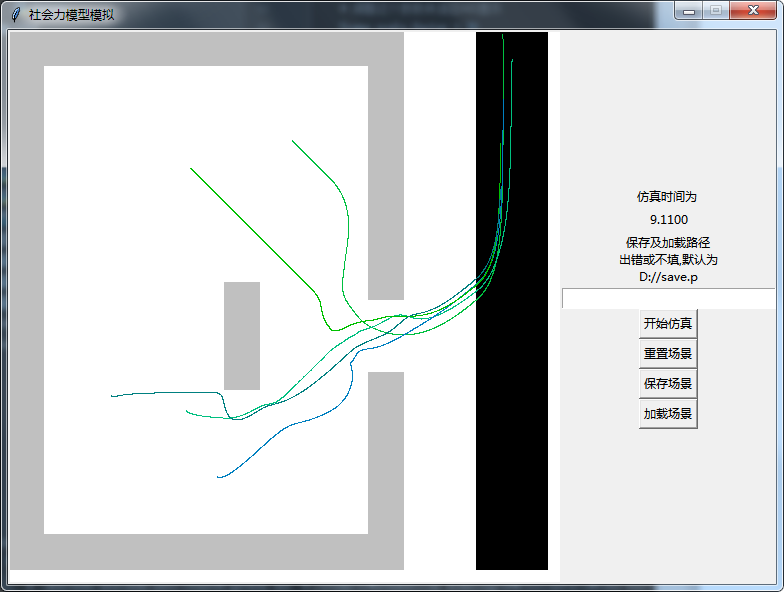 社会力模型模拟
仿真时间为
9.1100
保存及加载路径
出错或不填,默认为
D://save.p
开始仿真
重置场景
保存场景
加载场景